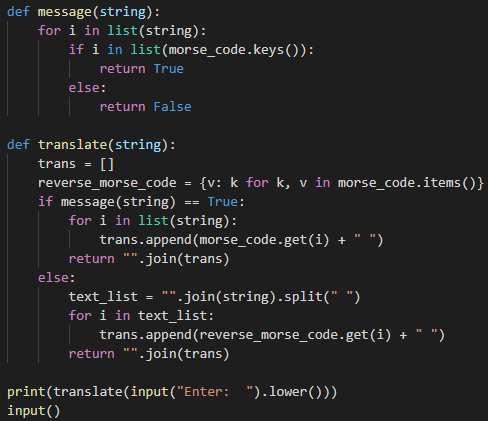 def message(string):
    for i in list(string):
        if i in list(morse_code.keys()):
            return True
        else:
            return False

def translate(string):
    trans = []
    reverse_morse_code = {v: k for k, v in morse_code.items()}
    if message(string) == True:
        for i in list(string):
            trans.append(morse_code.get(i) + " ")
        return "".join(trans)
    else:
        text_list = "".join(string).split(" ")
        for i in text_list:
            trans.append(reverse_morse_code.get(i) + " ")
        return "".join(trans)

print(translate(input("Enter:  ").lower()))
input()